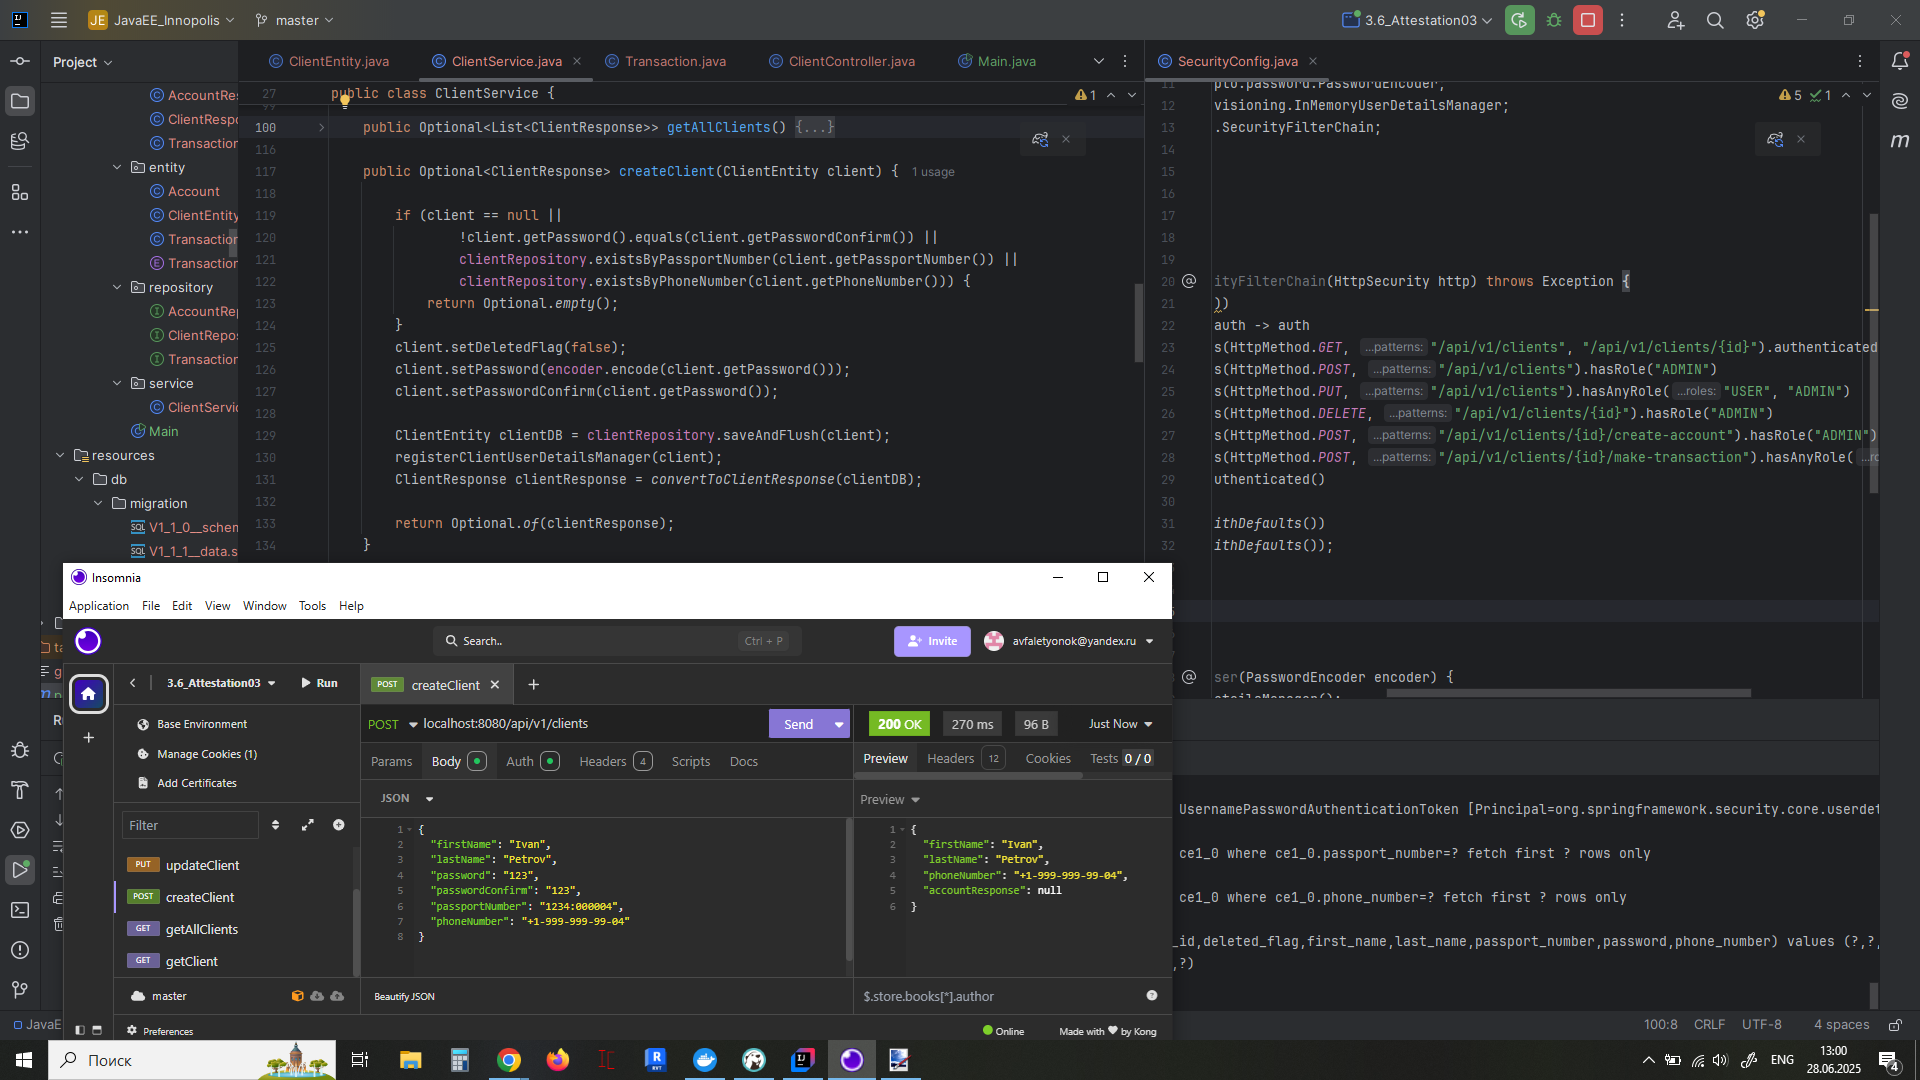 JE JavaEE_Innopolis master 3.6_Attestation03
Project
ClientEntity.java ClientService.java Transaction.java ClientController.java Main.java
SecurityConfig.java
AccountRes
ClientRespo
Transaction
entity
Account
ClientEntity
Transaction
Transaction
repository
AccountRep
ClientRepos
Transaction
service
ClientServic
Main
resources
db
migration
V1_1_0__schem
V1_1_1__data.s
27 public class ClientService { 1
100 public Optional<List<ClientResponse>> getAllClients() {...}
116
117 public Optional<ClientResponse> createClient(ClientEntity client) { 1 usage
118
119 if (client == null ||
120 !client.getPassword().equals(client.getPasswordConfirm()) ||
121 clientRepository.existsByPassportNumber(client.getPassportNumber()) ||
122 clientRepository.existsByPhoneNumber(client.getPhoneNumber())) {
123 return Optional.empty();
124 }
125 client.setDeletedFlag(false);
126 client.setPassword(encoder.encode(client.getPassword()));
127 client.setPasswordConfirm(client.getPassword());
128
129 ClientEntity clientDB = clientRepository.saveAndFlush(client);
130 registerClientUserDetailsManager(client);
131 ClientResponse clientResponse = convertToClientResponse(clientDB);
132
133 return Optional.of(clientResponse);
134 }
11 pto.password.PasswordEncoder;
12 visioning.InMemoryUserDetailsManager; 5 1
13 .SecurityFilterChain;
14
15
16
17
18
19
20 ityFilterChain(HttpSecurity http) throws Exception {
21 ))
22 auth -> auth
23 s(HttpMethod.GET, ...patterns: "/api/v1/clients", "/api/v1/clients/{id}").authenticated
24 s(HttpMethod.POST, ...patterns: "/api/v1/clients").hasRole("ADMIN")
25 s(HttpMethod.PUT, ...patterns: "/api/v1/clients").hasAnyRole( ...roles: "USER", "ADMIN")
26 s(HttpMethod.DELETE, ...patterns: "/api/v1/clients/{id}").hasRole("ADMIN")
27 s(HttpMethod.POST, ...patterns: "/api/v1/clients/{id}/create-account").hasRole("ADMIN")
28 s(HttpMethod.POST, ...patterns: "/api/v1/clients/{id}/make-transaction").hasAnyRole( ...ro
29 uthenticated()
30
31 ithDefaults())
32 ithDefaults());
ser(PasswordEncoder encoder) {
Insomnia
Application File Edit View Window Tools Help
Search.. Ctrl + P Invite avfaletyonok@yandex.ru
3.6_Attestation03 Run
POST createClient
Base Environment
Manage Cookies (1)
Add Certificates
Filter
PUT updateClient
POST createClient
GET getAllClients
GET getClient
master
Preferences
POST localhost:8080/api/v1/clients Send
Params Body Auth Headers 4 Scripts Docs
JSON
1 {
2 "firstName": "Ivan",
3 "lastName": "Petrov",
4 "password": "123",
5 "passwordConfirm": "123",
6 "passportNumber": "1234:000004",
7 "phoneNumber": "+1-999-999-99-04"
8 }
Beautify JSON
200 OK 270 ms 96 B Just Now
Preview Headers 12 Cookies Tests 0 / 0
Preview
1 {
2 "firstName": "Ivan",
3 "lastName": "Petrov",
4 "phoneNumber": "+1-999-999-99-04",
5 "accountResponse": null
6 }
$.store.books[*].author
Online Made with by Kong
UsernamePasswordAuthenticationToken [Principal=org.springframework.security.core.userdet
ce1_0 where ce1_0.passport_number=? fetch first ? rows only
ce1_0 where ce1_0.phone_number=? fetch first ? rows only
_id,deleted_flag,first_name,last_name,passport_number,password,phone_number) values (?,?,
,?)
JavaE 100:8 CRLF UTF-8 4 spaces
Поиск
ENG
13:00
28.06.2025
4